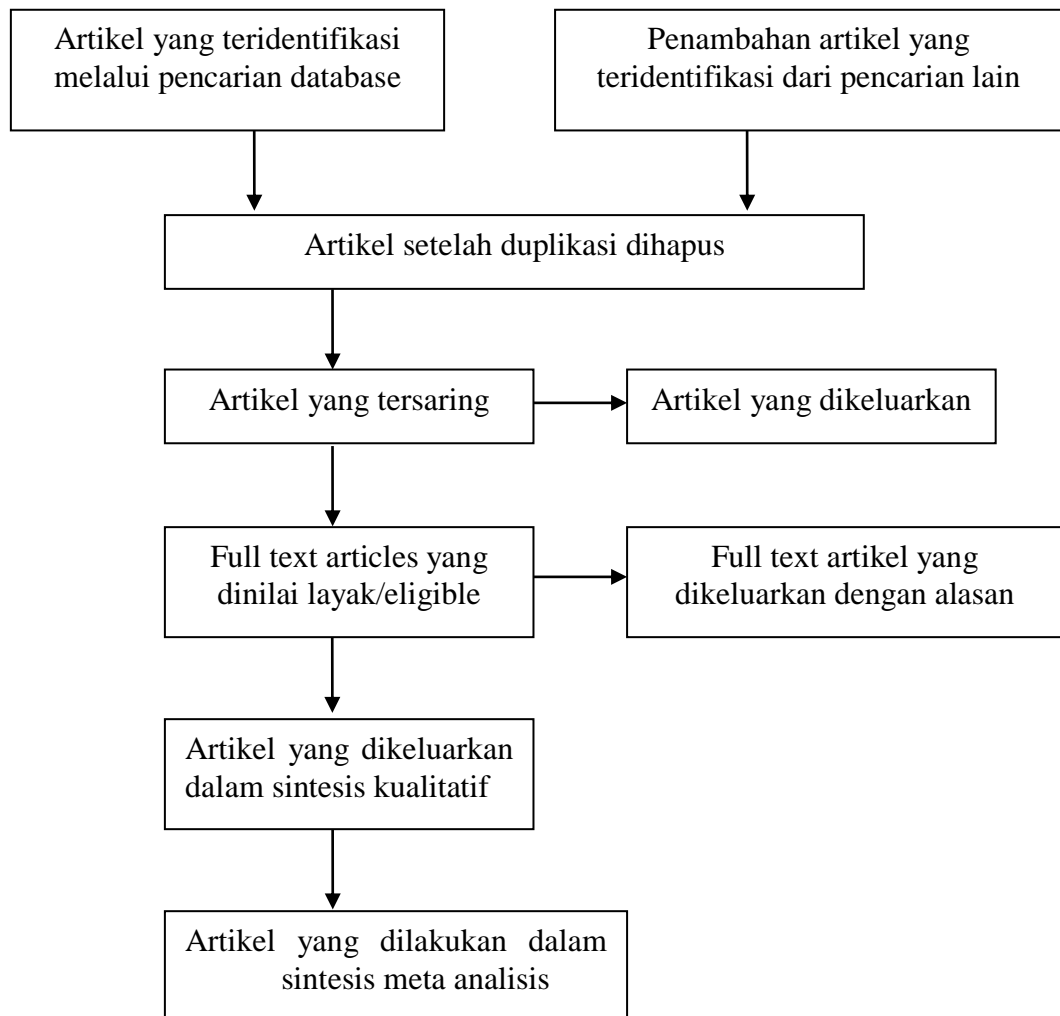 Artikel yang teridentifikasi
melalui pencarian database
Penambahan artikel yang
teridentifikasi dari pencarian lain
Artikel setelah duplikasi dihapus
Artikel yang tersaring
Artikel yang dikeluarkan
Full text articles yang
dinilai layak/eligible
Full text artikel yang
dikeluarkan dengan alasan
Artikel yang dikeluarkan
dalam sintesis kualitatif
Artikel yang dilakukan dalam
sintesis meta analisis